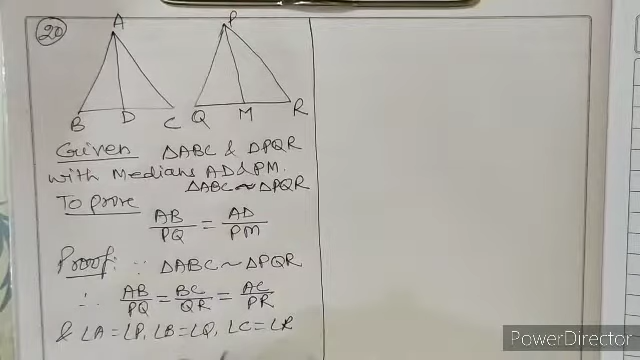 20
A P
B D C Q M R
Given ΔABC & ΔPQR
with Medians AD & PM.
ΔABC ~ ΔPQR
To prove
AB/PQ = AD/PM
Proof: ∵ ΔABC ~ ΔPQR
∴ AB/PQ = BC/QR = AC/PR
& ∠A = ∠P, ∠B = ∠Q, ∠C = ∠R
PowerDirector